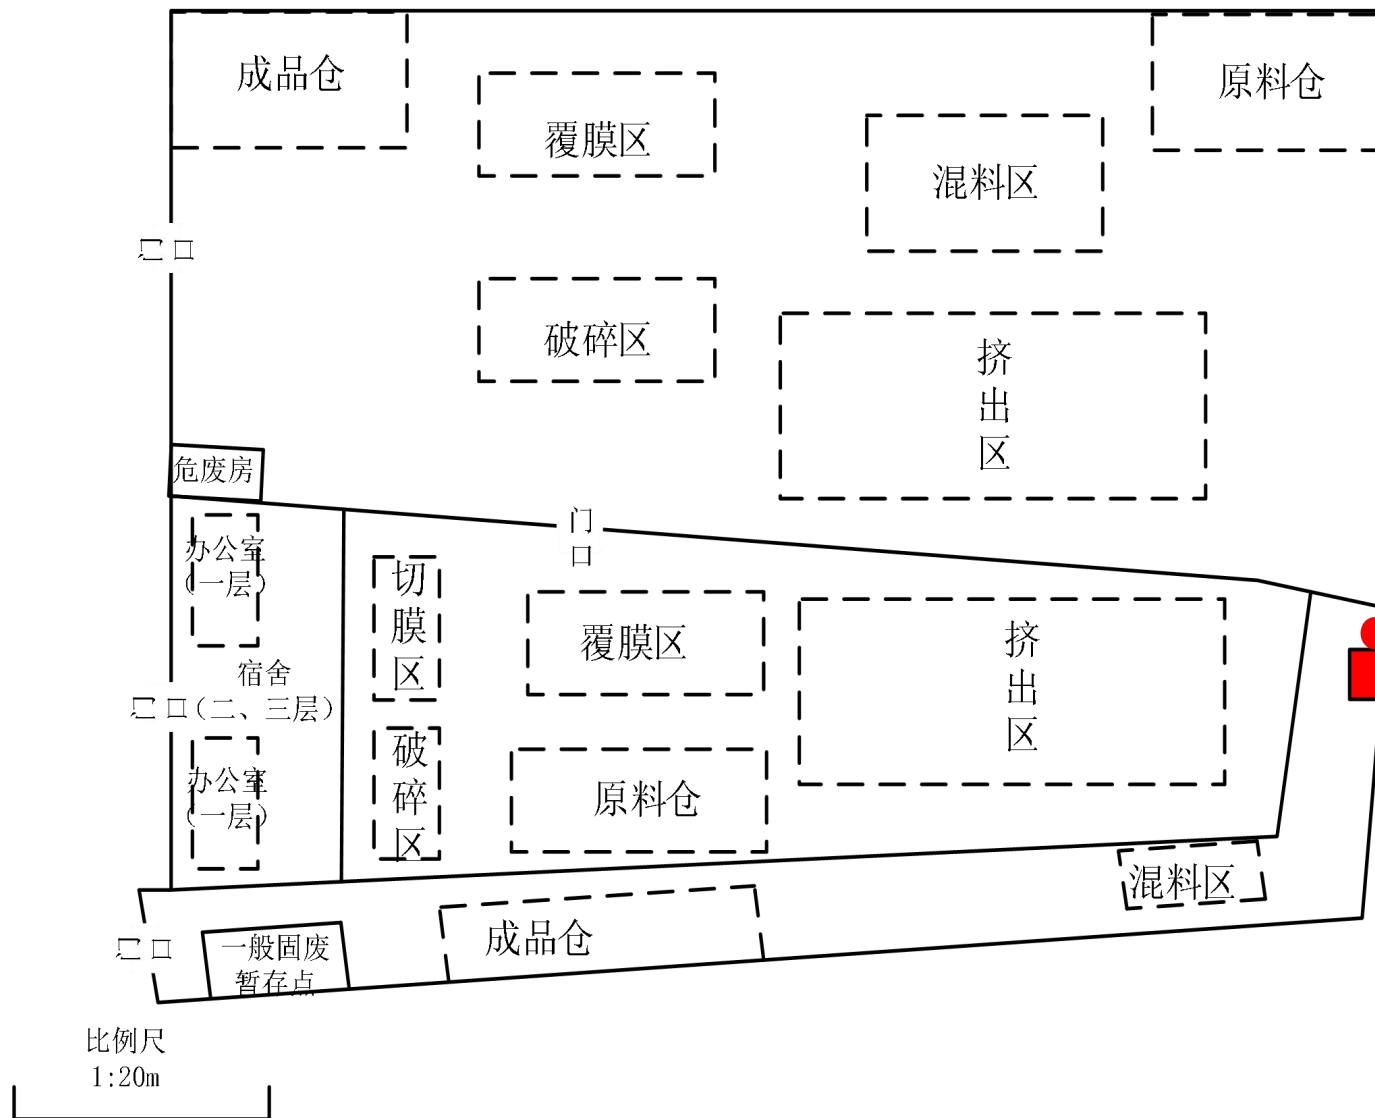 成品仓
原料仓
覆膜区
混料区
门口
破碎区
挤出区
危废房
门口
办公室
(一层)
切膜区
覆膜区
挤出区
宿舍
(二、三层)
门口
破碎区
办公室
(一层)
原料仓
混料区
门口
一般固废
暂存点
成品仓
比例尺
1:20m